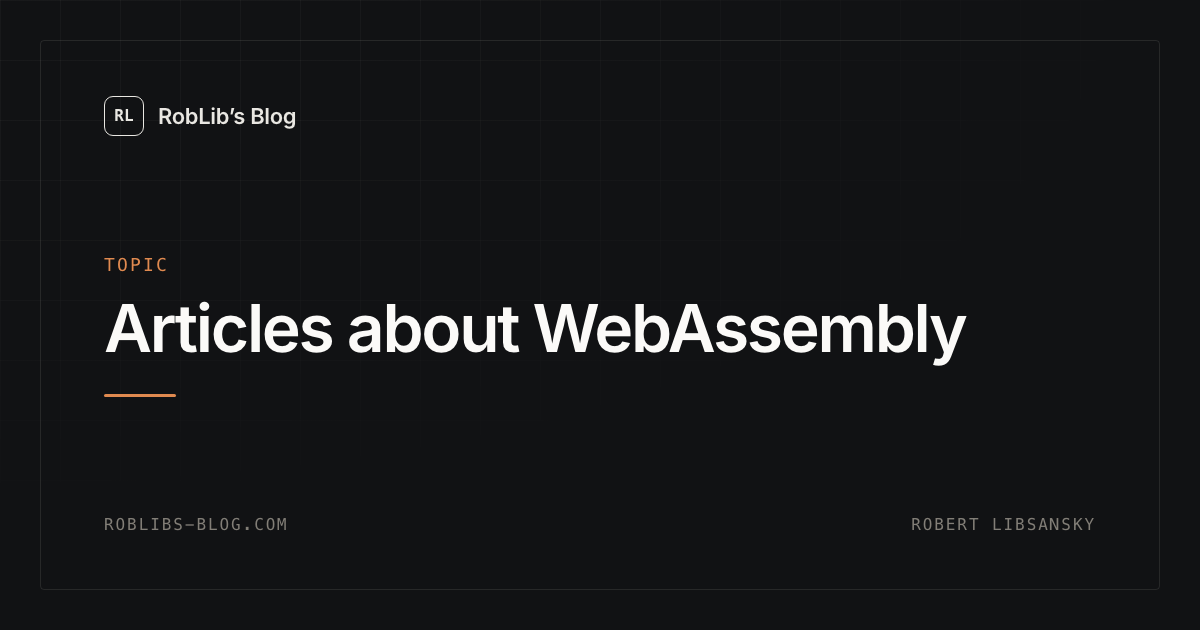 RL RobLib’s Blog
TOPIC
Articles about WebAssembly
ROBLIBS-BLOG.COM
ROBERT LIBSANSKY